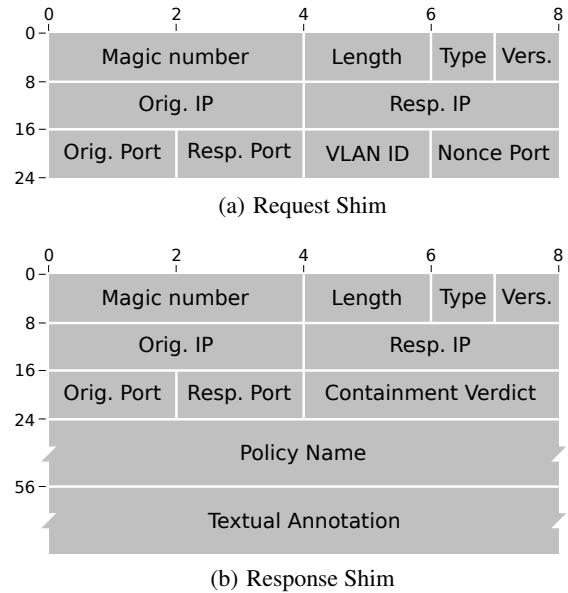 0 2 4 6 8
0 Magic number Length Type Vers.
8 Orig. IP Resp. IP
16 Orig. Port Resp. Port VLAN ID Nonce Port
24
(a) Request Shim
0 2 4 6 8
0 Magic number Length Type Vers.
8 Orig. IP Resp. IP
16 Orig. Port Resp. Port Containment Verdict
24
Policy Name
56
Textual Annotation
(b) Response Shim